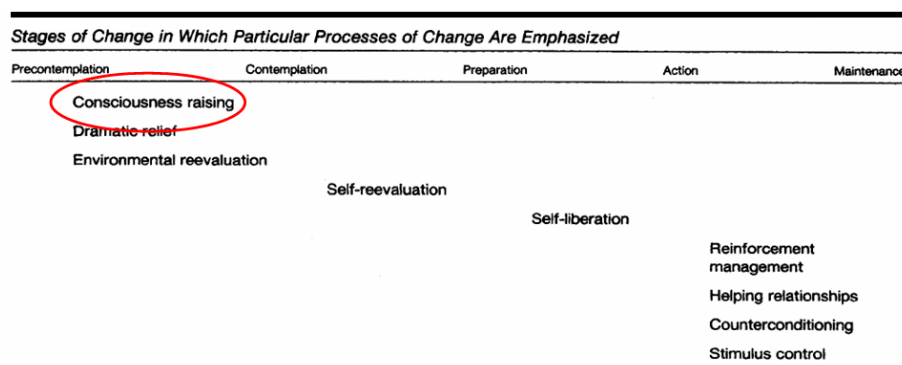 Stages of Change in Which Particular Processes of Change Are Emphasized
Precontemplation Contemplation Preparation Action Maintenance
Consciousness raising
Dramatic relief
Environmental reevaluation
Self-reevaluation
Self-liberation
Reinforcement
management
Helping relationships
Counterconditioning
Stimulus control